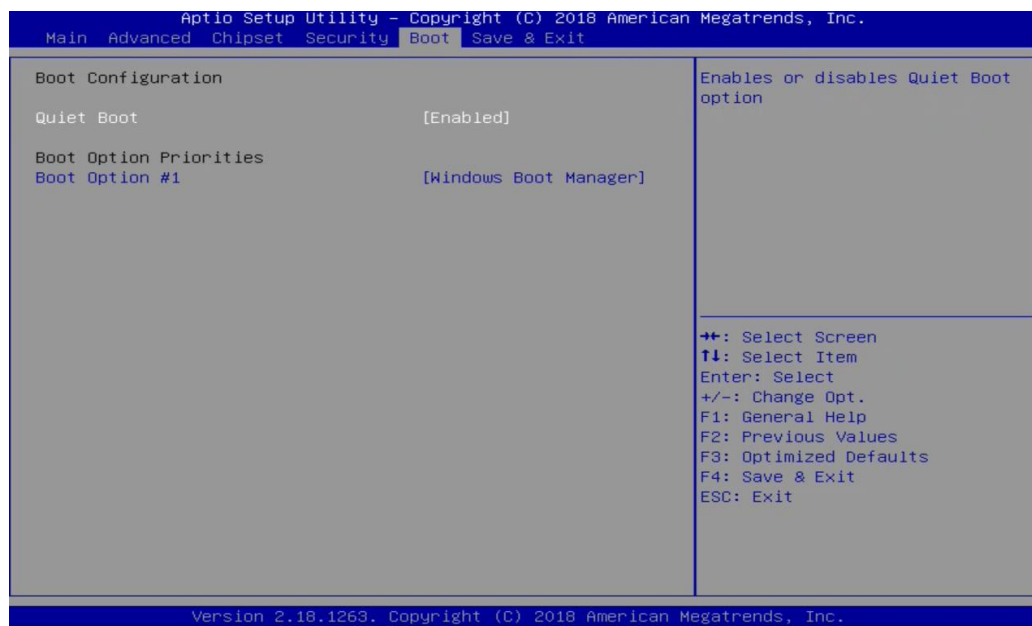 Aptio Setup Utility – Copyright (C) 2018 American Megatrends, Inc.
Main Advanced Chipset Security Boot Save & Exit
Boot Configuration
Quiet Boot [Enabled]
Boot Option Priorities
Boot Option #1 [Windows Boot Manager]
Enables or disables Quiet Boot
option
→←: Select Screen
↑↓: Select Item
Enter: Select
+/-: Change Opt.
F1: General Help
F2: Previous Values
F3: Optimized Defaults
F4: Save & Exit
ESC: Exit
Version 2.18.1263. Copyright (C) 2018 American Megatrends, Inc.